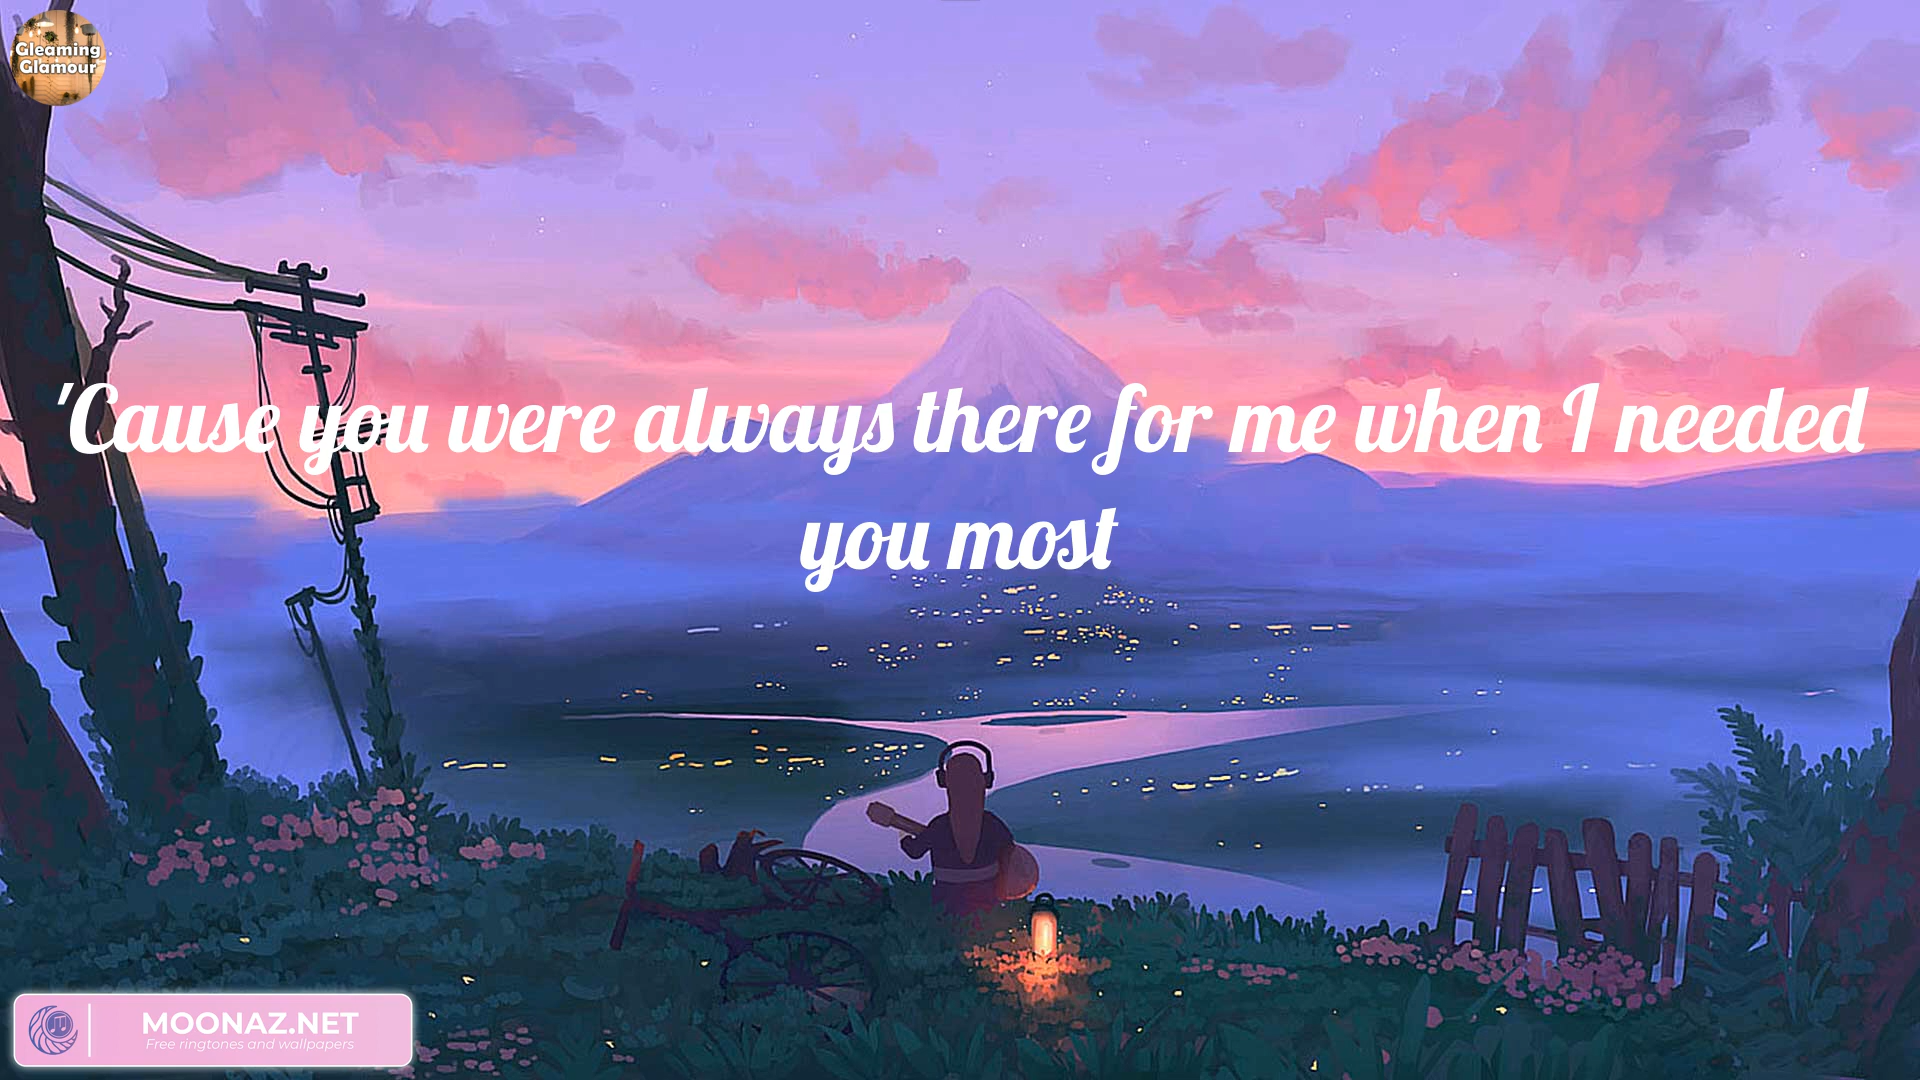 Gleaming
Glamour
'Cause you were always there for me when I needed
you most
MOONAZ.NET
Free ringtones and wallpapers